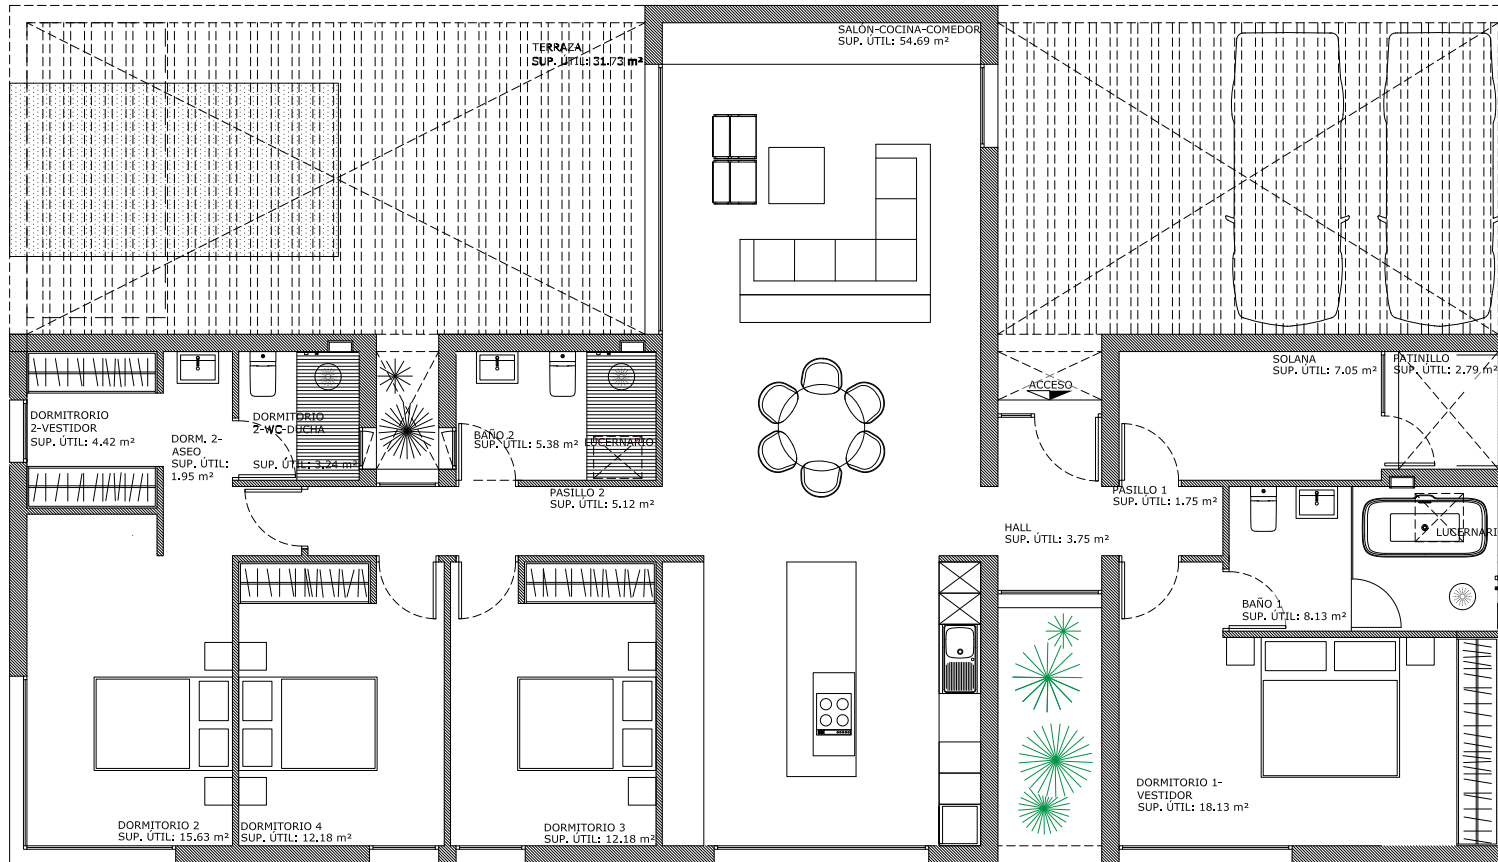 SALÓN-COCINA-COMEDOR
SUP. ÚTIL: 54.69 m²
TERRAZA
SUP. ÚTIL: 31.73 m²
SOLANA
SUP. ÚTIL: 7.05 m²
PATINILLO
SUP. ÚTIL: 2.79 m²
ACCESO
DORMITRORIO
2-VESTIDOR
SUP. ÚTIL: 4.42 m²
DORM. 2-
ASEO
SUP. ÚTIL:
1.95 m²
DORMITORIO
2-WC-DUCHA
SUP. ÚTIL: 3.24 m²
BAÑO 2
SUP. ÚTIL: 5.38 m²
LUCERNARIO
PASILLO 2
SUP. ÚTIL: 5.12 m²
PASILLO 1
SUP. ÚTIL: 1.75 m²
HALL
SUP. ÚTIL: 3.75 m²
LUCERNARI
BAÑO 1
SUP. ÚTIL: 8.13 m²
DORMITORIO 1-
VESTIDOR
SUP. ÚTIL: 18.13 m²
DORMITORIO 2
SUP. ÚTIL: 15.63 m²
DORMITORIO 4
SUP. ÚTIL: 12.18 m²
DORMITORIO 3
SUP. ÚTIL: 12.18 m²